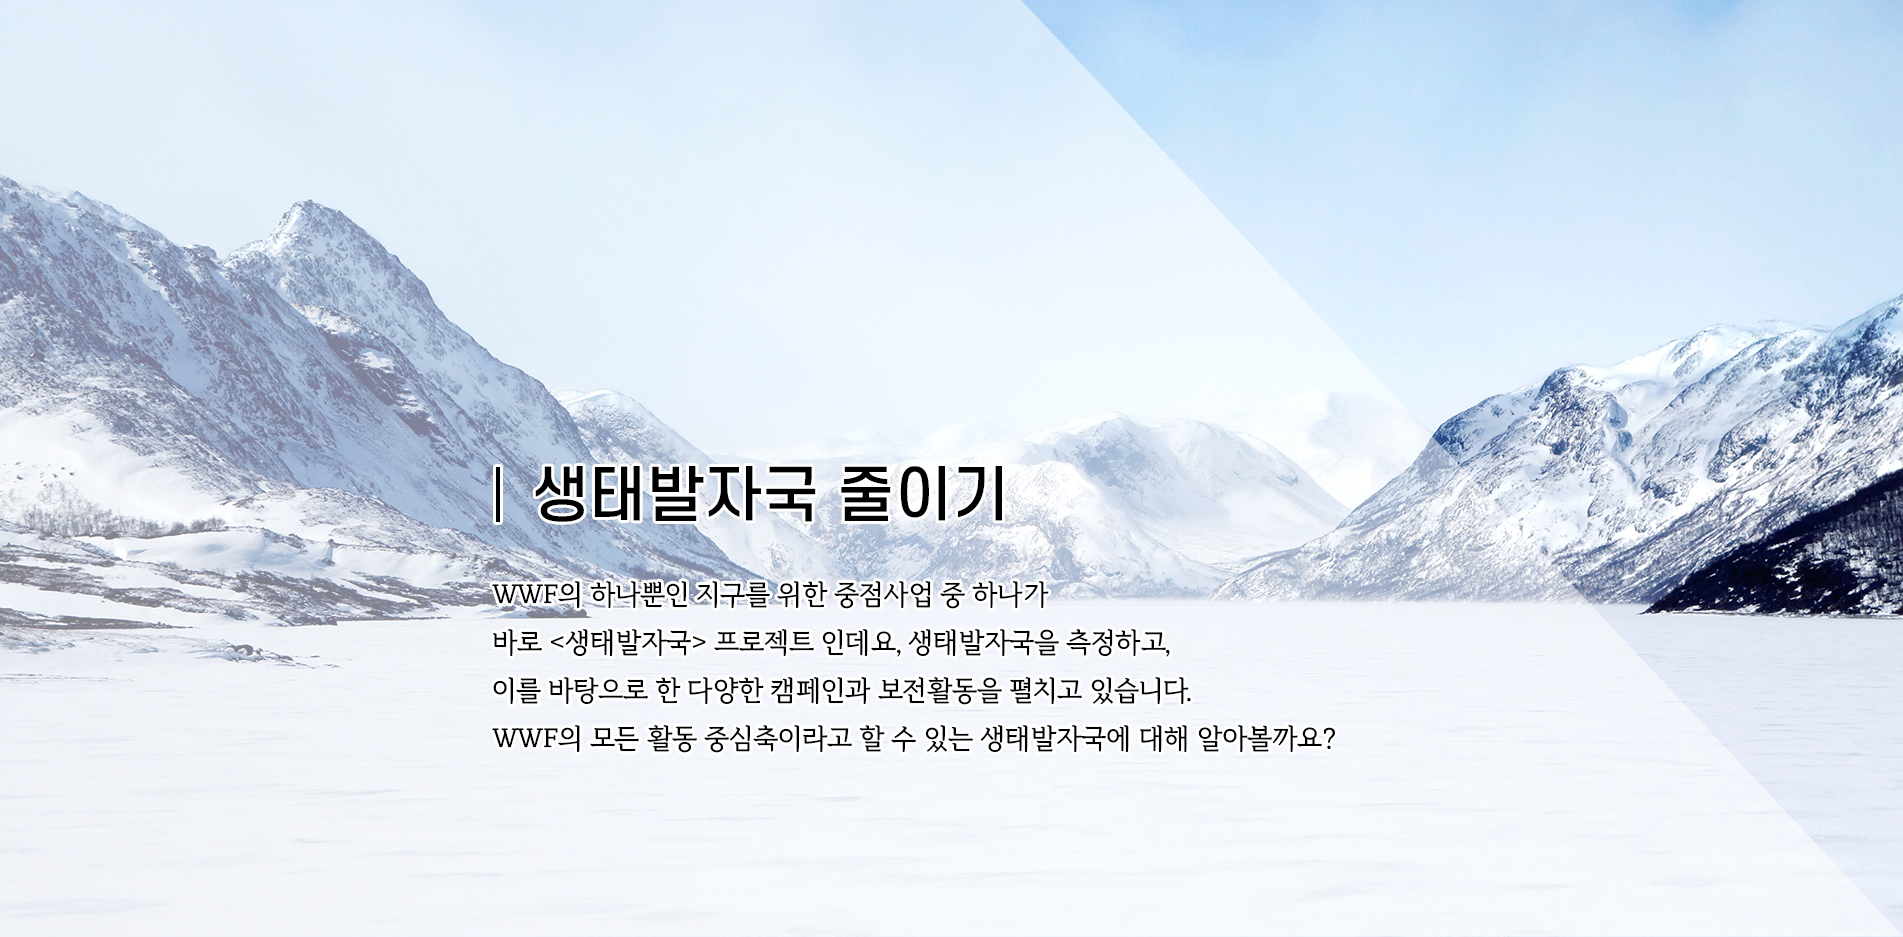 | 생태발자국 줄이기
WWF의 하나뿐인 지구를 위한 중점사업 중 하나가
바로 <생태발자국> 프로젝트 인데요, 생태발자국을 측정하고,
이를 바탕으로 한 다양한 캠페인과 보전활동을 펼치고 있습니다.
WWF의 모든 활동 중심축이라고 할 수 있는 생태발자국에 대해 알아볼까요?